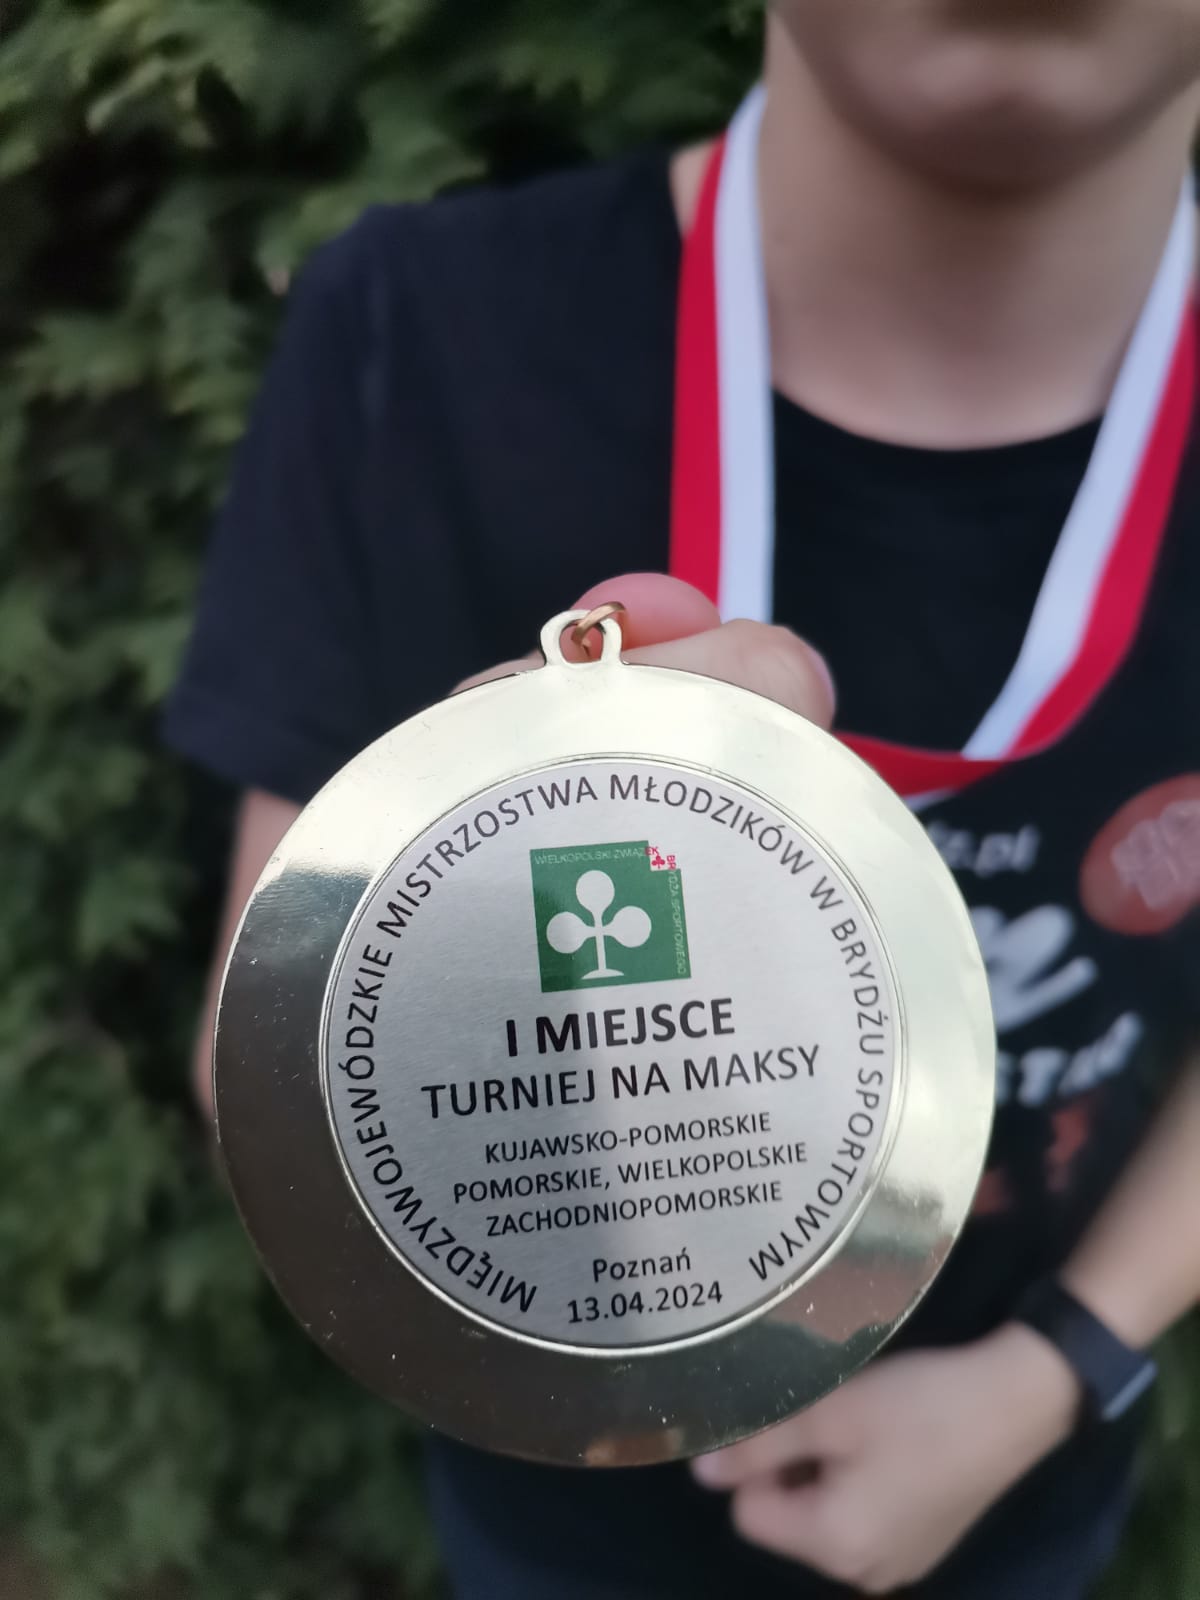 MIĘDZYWOJEWÓDZKIE MISTRZOSTWA MŁODZIKÓW W BRYDŻU SPORTOWYM
WIELKOPOLSKI ZWIĄZEK
BRYDŻA SPORTOWEGO
I MIEJSCE
TURNIEJ NA MAKSY
KUJAWSKO-POMORSKIE
POMORSKIE, WIELKOPOLSKIE
ZACHODNIOPOMORSKIE
Poznań
13.04.2024